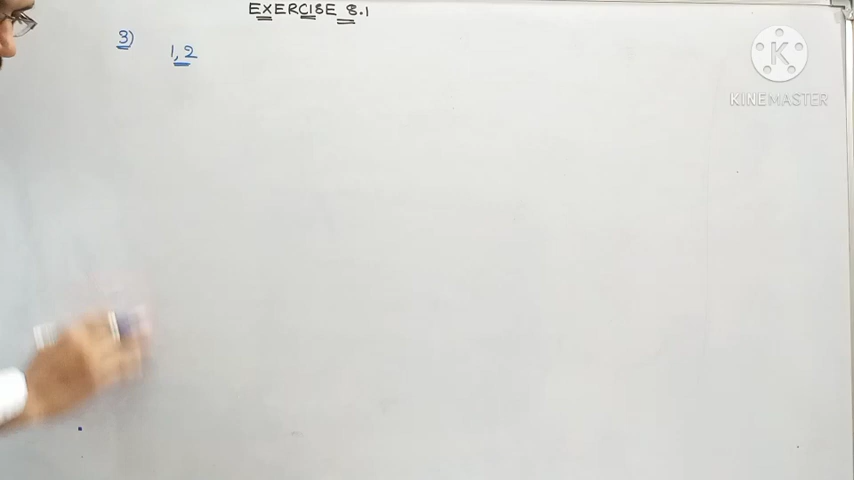 EXERCISE 8.1
3)
1,2
K
KINEMASTER